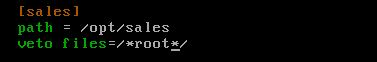 [sales]
path = /opt/sales
veto files=/*root*/